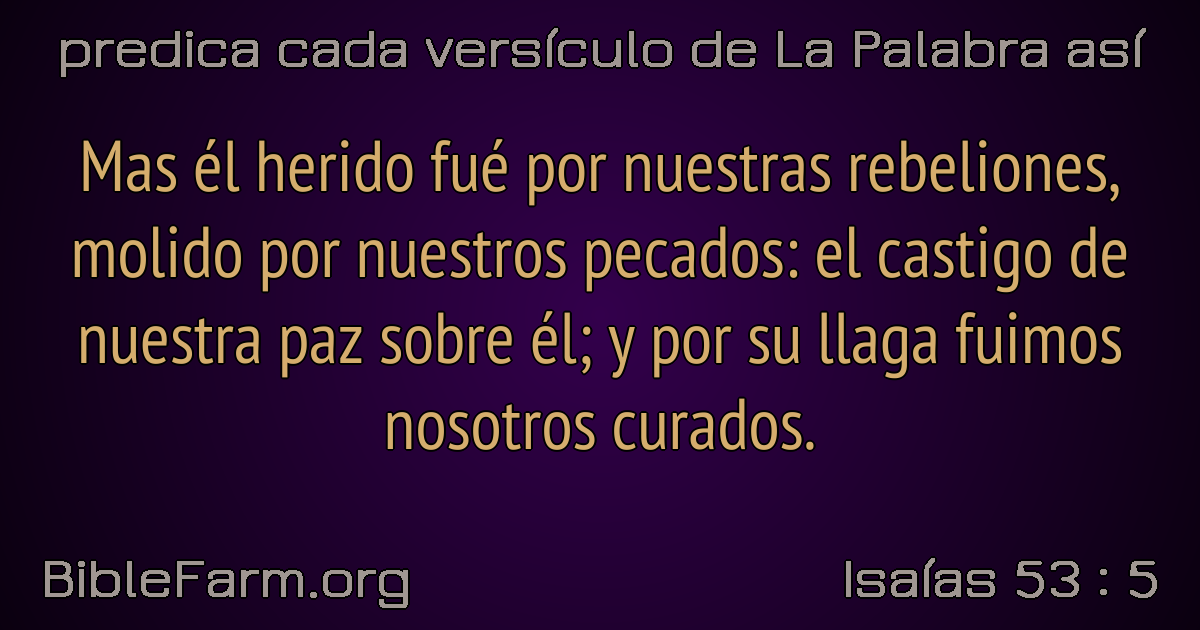 predica cada versículo de La Palabra así
Mas él herido fué por nuestras rebeliones,
molido por nuestros pecados: el castigo de
nuestra paz sobre él; y por su llaga fuimos
nosotros curados.
BibleFarm.org
Isaías 53 : 5